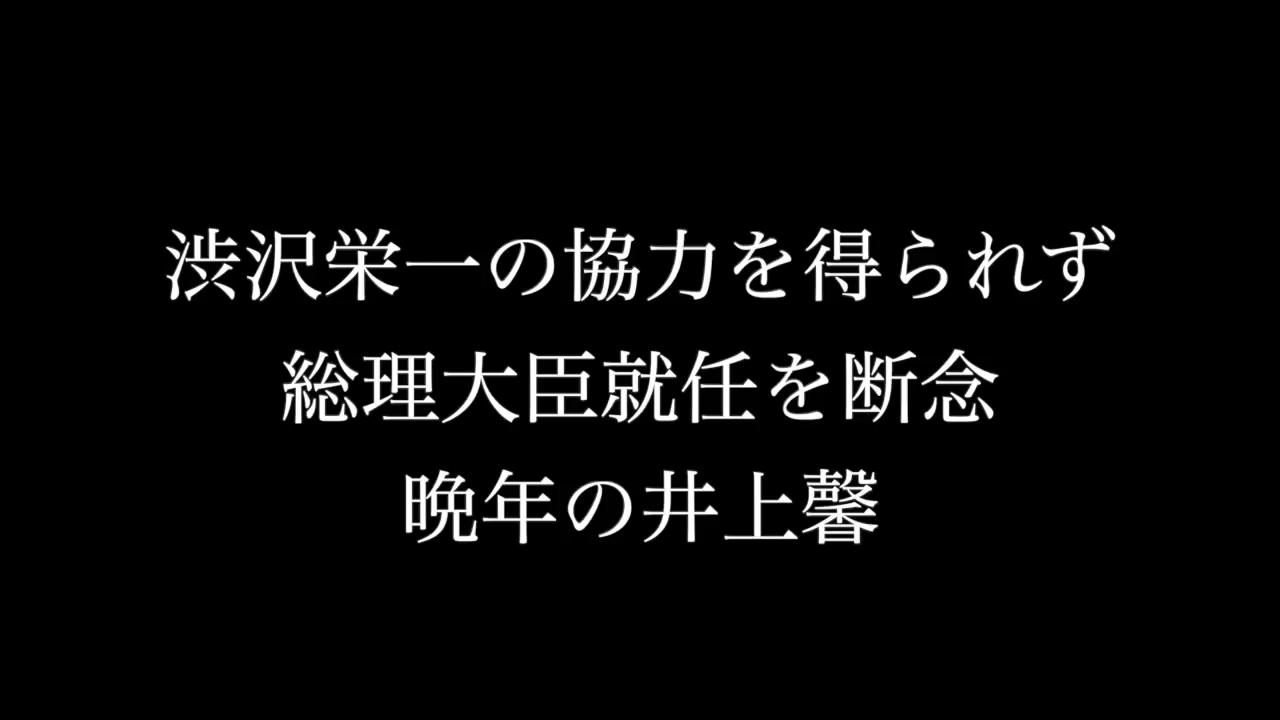 渋沢栄一の協力を得られず
総理大臣就任を断念
晩年の井上馨